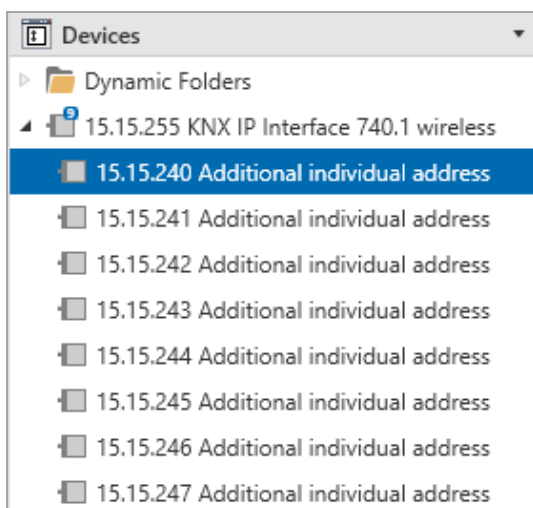 Devices
Dynamic Folders
9
15.15.255 KNX IP Interface 740.1 wireless
15.15.240 Additional individual address
15.15.241 Additional individual address
15.15.242 Additional individual address
15.15.243 Additional individual address
15.15.244 Additional individual address
15.15.245 Additional individual address
15.15.246 Additional individual address
15.15.247 Additional individual address